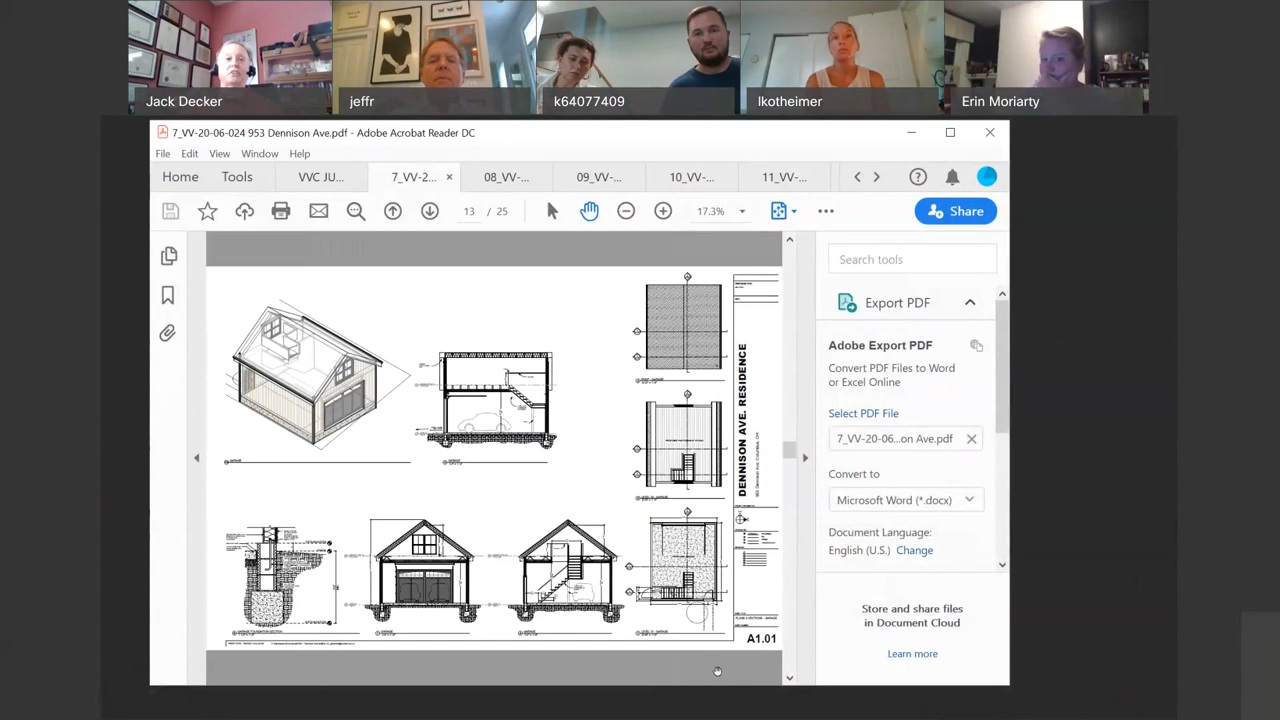 Jack Decker
jeffr
k64077409
lkotheimer
Erin Moriarty
7_VV-20-06-024 953 Dennison Ave.pdf - Adobe Acrobat Reader DC
File Edit View Window Help
Home Tools VVC JU... 7_VV-2... × 08_VV-... 09_VV-... 10_VV-... 11_VV-...
13 / 25 17.3% Share
Search tools
Export PDF
Adobe Export PDF
Convert PDF Files to Word
or Excel Online
Select PDF File
7_VV-20-06...on Ave.pdf
Convert to
Microsoft Word (*.docx)
Document Language:
English (U.S.) Change
Store and share files
in Document Cloud
Learn more
DENNISON AVE. RESIDENCE
A1.01